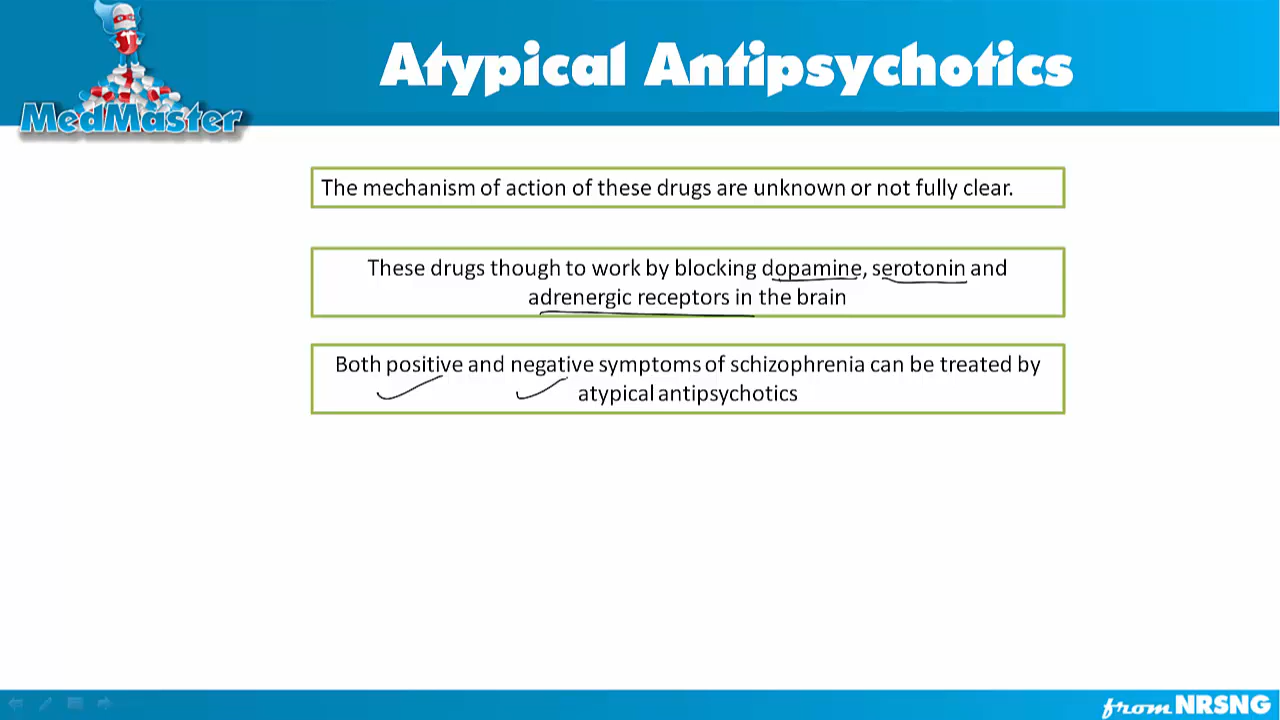 Atypical Antipsychotics
MedMaster
The mechanism of action of these drugs are unknown or not fully clear.
These drugs though to work by blocking dopamine, serotonin and
adrenergic receptors in the brain
Both positive and negative symptoms of schizophrenia can be treated by
atypical antipsychotics
from NRSNG